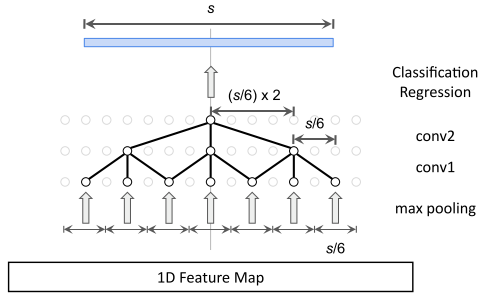 s
Classification
Regression
(s/6) x 2
s/6
conv2
conv1
max pooling
s/6
1D Feature Map